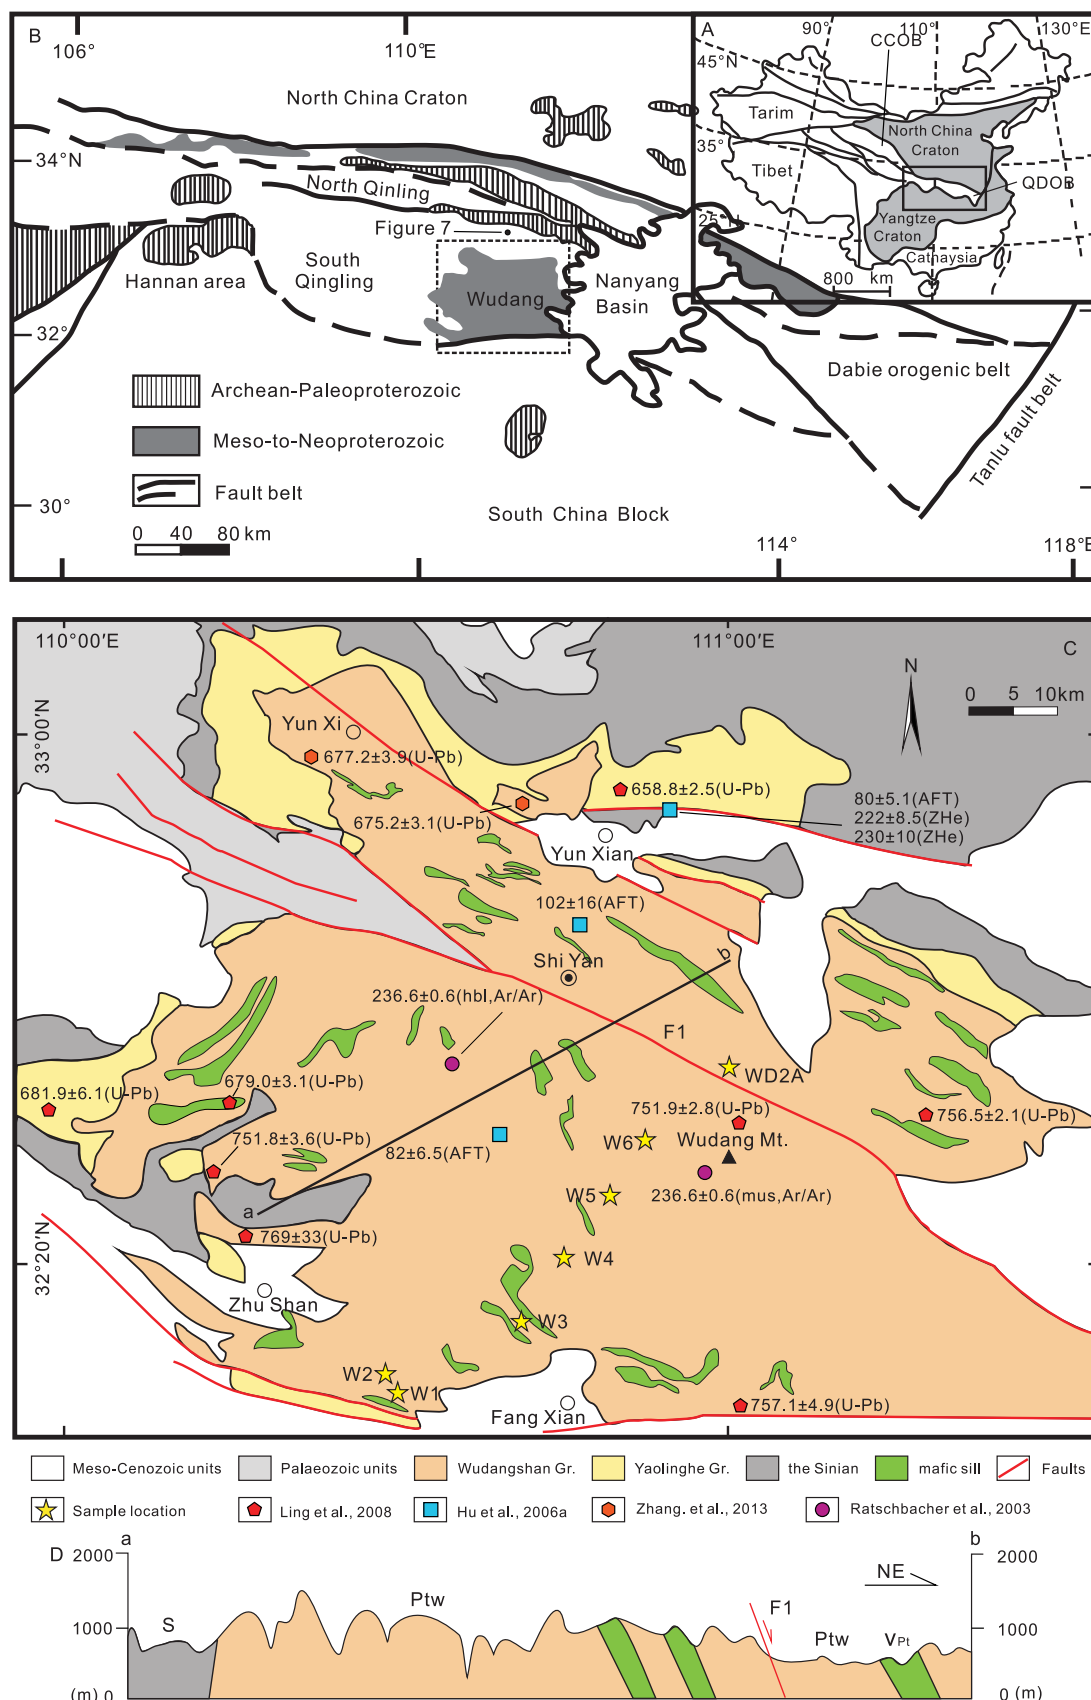 B
106°
110°E
North China Craton
34°N
North Qinling
Figure 7
South
Qingling
Hannan area
Wudang
Nanyang
Basin
32°
Dabie orogenic belt
Tanlu fault belt
Archean-Paleoproterozoic
Meso-to-Neoproterozoic
Fault belt
30°
South China Block
0 40 80 km
114°
118°E
A
90°
110°
130°E
CCOB
45°N
Tarim
North China
Craton
35°
Tibet
QDOB
25°
Yangtze
Craton
Cathaysia
800 km
110°00′E
111°00′E
C
N
0 5 10km
33°00′N
Yun Xi
677.2±3.9(U-Pb)
658.8±2.5(U-Pb)
80±5.1(AFT)
222±8.5(ZHe)
230±10(ZHe)
675.2±3.1(U-Pb)
Yun Xian
102±16(AFT)
b
Shi Yan
236.6±0.6(hbl,Ar/Ar)
F1
WD2A
681.9±6.1(U-Pb)
679.0±3.1(U-Pb)
751.9±2.8(U-Pb)
756.5±2.1(U-Pb)
751.8±3.6(U-Pb)
82±6.5(AFT)
W6
Wudang Mt.
236.6±0.6(mus,Ar/Ar)
W5
a
769±33(U-Pb)
W4
32°20′N
Zhu Shan
W3
W2
W1
Fang Xian
757.1±4.9(U-Pb)
Meso-Cenozoic units
Palaeozoic units
Wudangshan Gr.
Yaolinghe Gr.
the Sinian
mafic sill
Faults
Sample location
Ling et al., 2008
Hu et al., 2006a
Zhang. et al., 2013
Ratschbacher et al., 2003
D
a
b
2000
2000
NE
Ptw
F1
S
1000
1000
Ptw
VPt
(m) 0
0 (m)